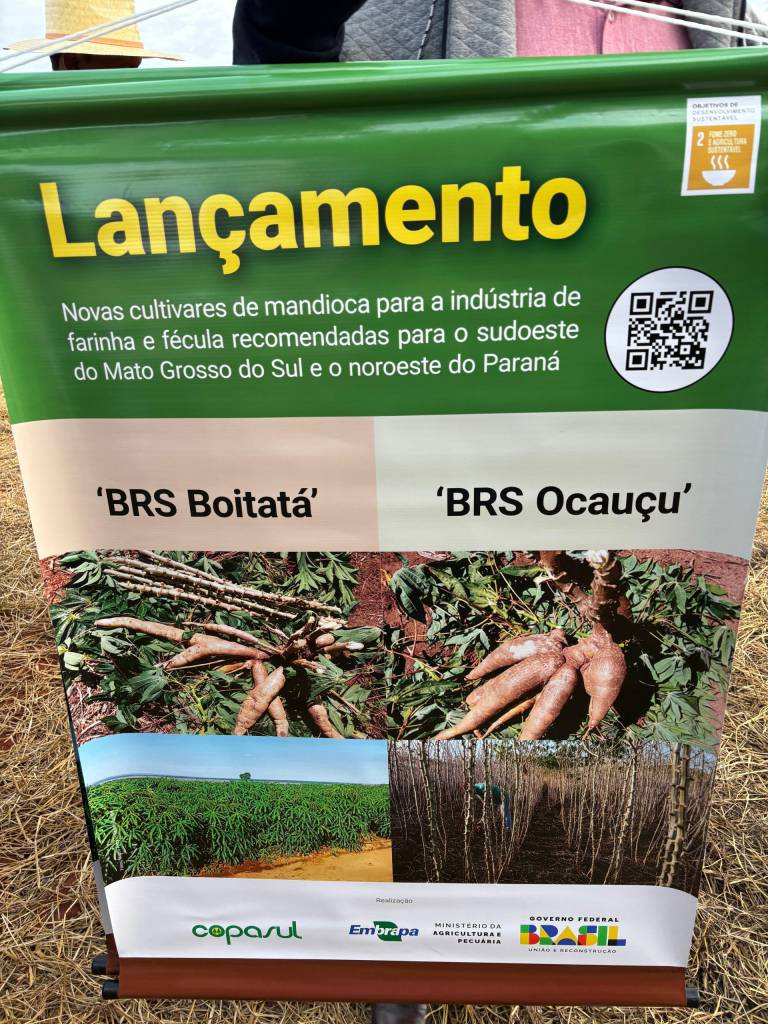 OBJETIVOS DE
DESENVOLVIMENTO
SUSTENTÁVEL
2 FOME ZERO
E AGRICULTURA
SUSTENTÁVEL
Lançamento
Novas cultivares de mandioca para a indústria de
farinha e fécula recomendadas para o sudoeste
do Mato Grosso do Sul e o noroeste do Paraná
‘BRS Boitatá’
‘BRS Ocauçu’
Realização
copasul
Embrapa
MINISTÉRIO DA
AGRICULTURA E
PECUÁRIA
GOVERNO FEDERAL
BRASIL
UNIÃO E RECONSTRUÇÃO